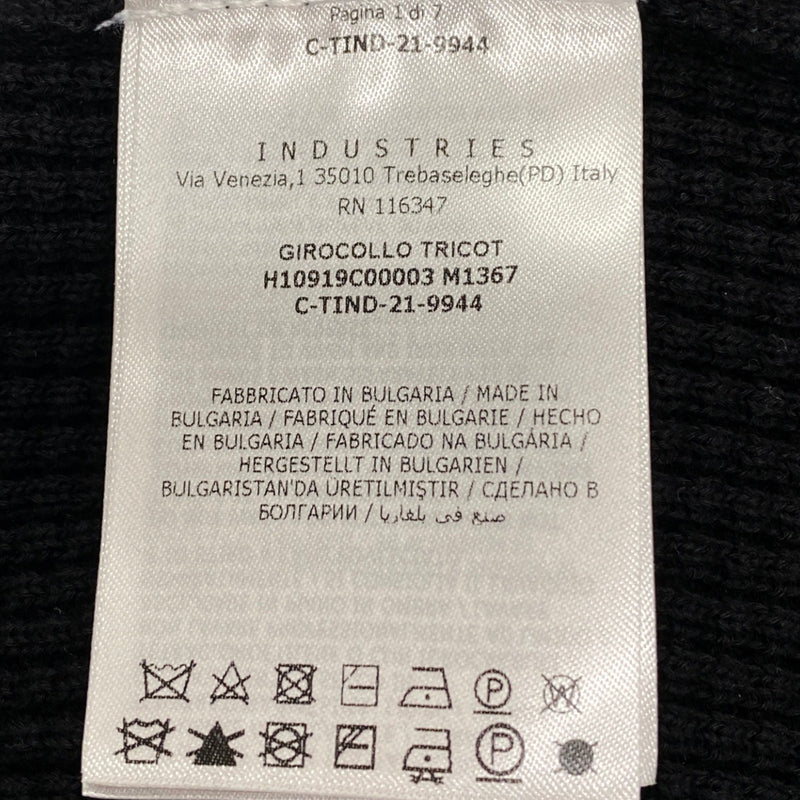 Pagina 1 di 7
C-TIND-21-9944
INDUSTRIES
Via Venezia,1 35010 Trebaseleghe(PD) Italy
RN 116347
GIROCOLLO TRICOT
H10919C00003 M1367
C-TIND-21-9944
FABBRICATO IN BULGARIA / MADE IN
BULGARIA / FABRIQUÉ EN BULGARIE / HECHO
EN BULGARIA / FABRICADO NA BULGÁRIA /
HERGESTELLT IN BULGARIEN /
BULGARISTAN'DA ÜRETILMIŞTIR / СДЕЛАНО В
БОЛГАРИИ / صنع في بلغاريا
P W
P